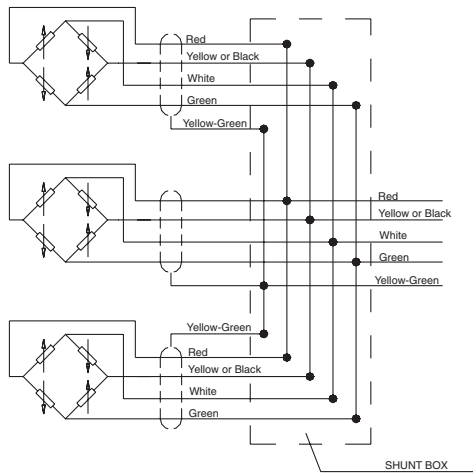 Red
Yellow or Black
White
Green
Yellow-Green
Red
Yellow or Black
White
Green
Yellow-Green
Yellow-Green
Red
Yellow or Black
White
Green
SHUNT BOX